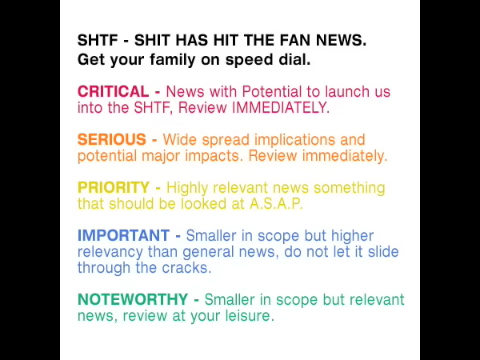 SHTF - SHIT HAS HIT THE FAN NEWS.
Get your family on speed dial.
CRITICAL - News with Potential to launch us
into the SHTF, Review IMMEDIATELY.
SERIOUS - Wide spread implications and
potential major impacts. Review immediately.
PRIORITY - Highly relevant news something
that should be looked at A.S.A.P.
IMPORTANT - Smaller in scope but higher
relevancy than general news, do not let it slide
through the cracks.
NOTEWORTHY - Smaller in scope but relevant
news, review at your leisure.